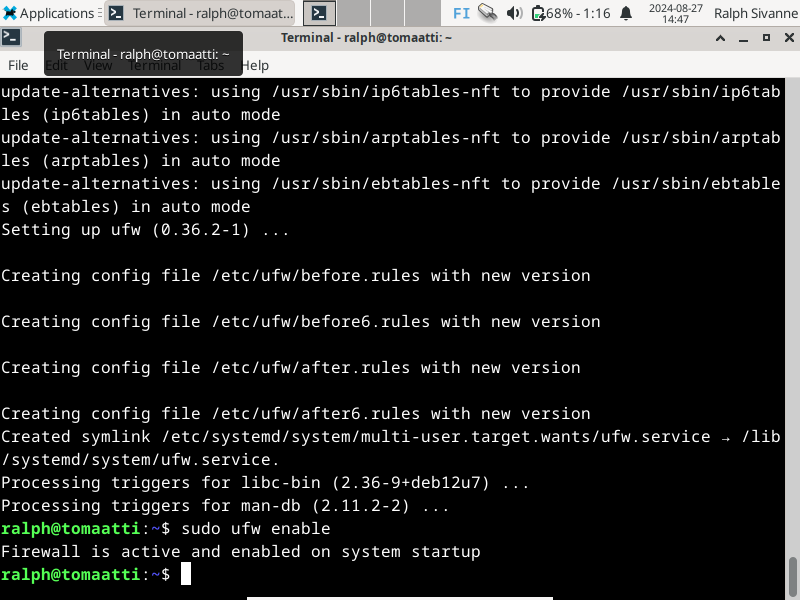 Applications
Terminal - ralph@tomaat...
FI
68% - 1:16
2024-08-27
14:47
Ralph Sivanne
Terminal - ralph@tomaatti: ~
Terminal - ralph@tomaatti: ~
File Edit View Terminal Tabs Help
update-alternatives: using /usr/sbin/ip6tables-nft to provide /usr/sbin/ip6tab
les (ip6tables) in auto mode
update-alternatives: using /usr/sbin/arptables-nft to provide /usr/sbin/arptab
les (arptables) in auto mode
update-alternatives: using /usr/sbin/ebtables-nft to provide /usr/sbin/ebtable
s (ebtables) in auto mode
Setting up ufw (0.36.2-1) ...
Creating config file /etc/ufw/before.rules with new version
Creating config file /etc/ufw/before6.rules with new version
Creating config file /etc/ufw/after.rules with new version
Creating config file /etc/ufw/after6.rules with new version
Created symlink /etc/systemd/system/multi-user.target.wants/ufw.service → /lib
/systemd/system/ufw.service.
Processing triggers for libc-bin (2.36-9+deb12u7) ...
Processing triggers for man-db (2.11.2-2) ...
ralph@tomaatti:~$ sudo ufw enable
Firewall is active and enabled on system startup
ralph@tomaatti:~$